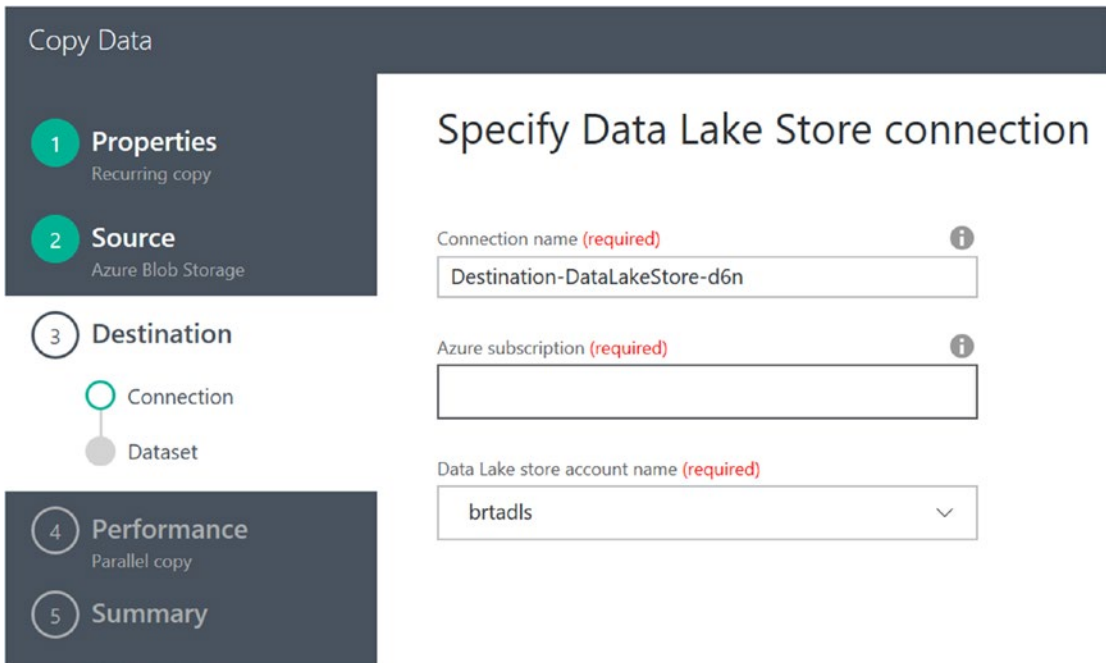 Copy Data
1 Properties
Recurring copy
2 Source
Azure Blob Storage
3 Destination
Connection
Dataset
4 Performance
Parallel copy
5 Summary
Specify Data Lake Store connection
Connection name (required)
Destination-DataLakeStore-d6n
Azure subscription (required)
Data Lake store account name (required)
brtadls